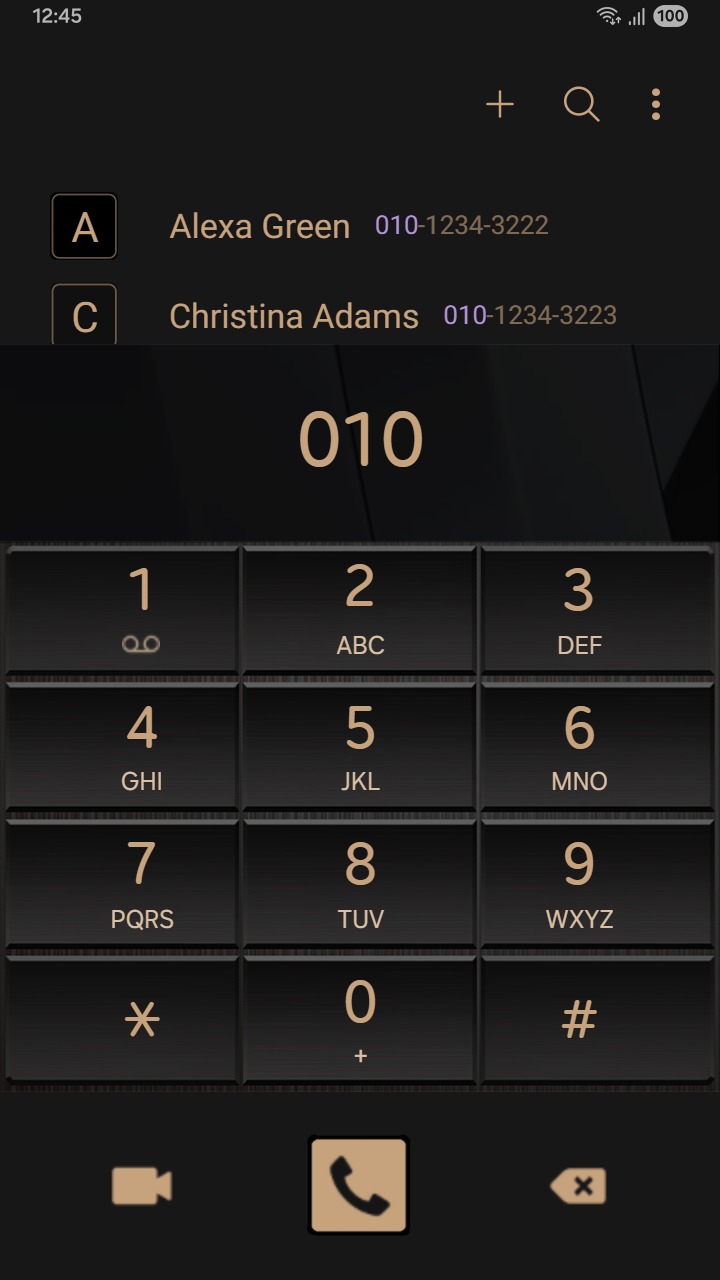 12:45 100
A Alexa Green 010-1234-3222
C Christina Adams 010-1234-3223
010
1 2 3
ABC DEF
4 5 6
GHI JKL MNO
7 8 9
PQRS TUV WXYZ
* 0 #
+